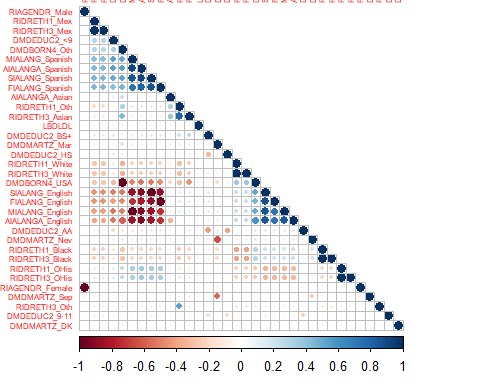 RIAGENDR_Male
RIDRETH1_Mex
RIDRETH3_Mex
DMDEDUC2_<9
DMDBORN4_Oth
MIALANG_Spanish
AIALANGA_Spanish
SIALANG_Spanish
FIALANG_Spanish
AIALANGA_Asian
RIDRETH1_Oth
RIDRETH3_Asian
LBDLDL
DMDEDUC2_BS+
DMDMARTZ_Mar
DMDEDUC2_HS
RIDRETH1_White
RIDRETH3_White
DMDBORN4_USA
SIALANG_English
FIALANG_English
MIALANG_English
AIALANGA_English
DMDEDUC2_AA
DMDMARTZ_Nev
RIDRETH1_Black
RIDRETH3_Black
RIDRETH1_OHis
RIDRETH3_OHis
RIAGENDR_Female
DMDMARTZ_Sep
RIDRETH3_Oth
DMDEDUC2_9-11
DMDMARTZ_DK
-1 -0.8 -0.6 -0.4 -0.2 0 0.2 0.4 0.6 0.8 1